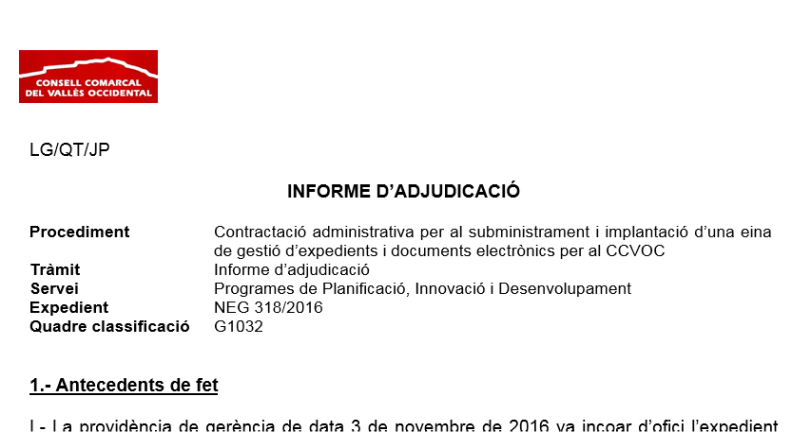 CONSELL COMARCAL
DEL VALLÈS OCCIDENTAL
LG/QT/JP
INFORME D’ADJUDICACIÓ
Procediment Contractació administrativa per al subministrament i implantació d’una eina
de gestió d’expedients i documents electrònics per al CCVOC
Tràmit Informe d’adjudicació
Servei Programes de Planificació, Innovació i Desenvolupament
Expedient NEG 318/2016
Quadre classificació G1032
1.- Antecedents de fet
I.- La providència de gerència de data 3 de novembre de 2016 va incoar d’ofici l’expedient